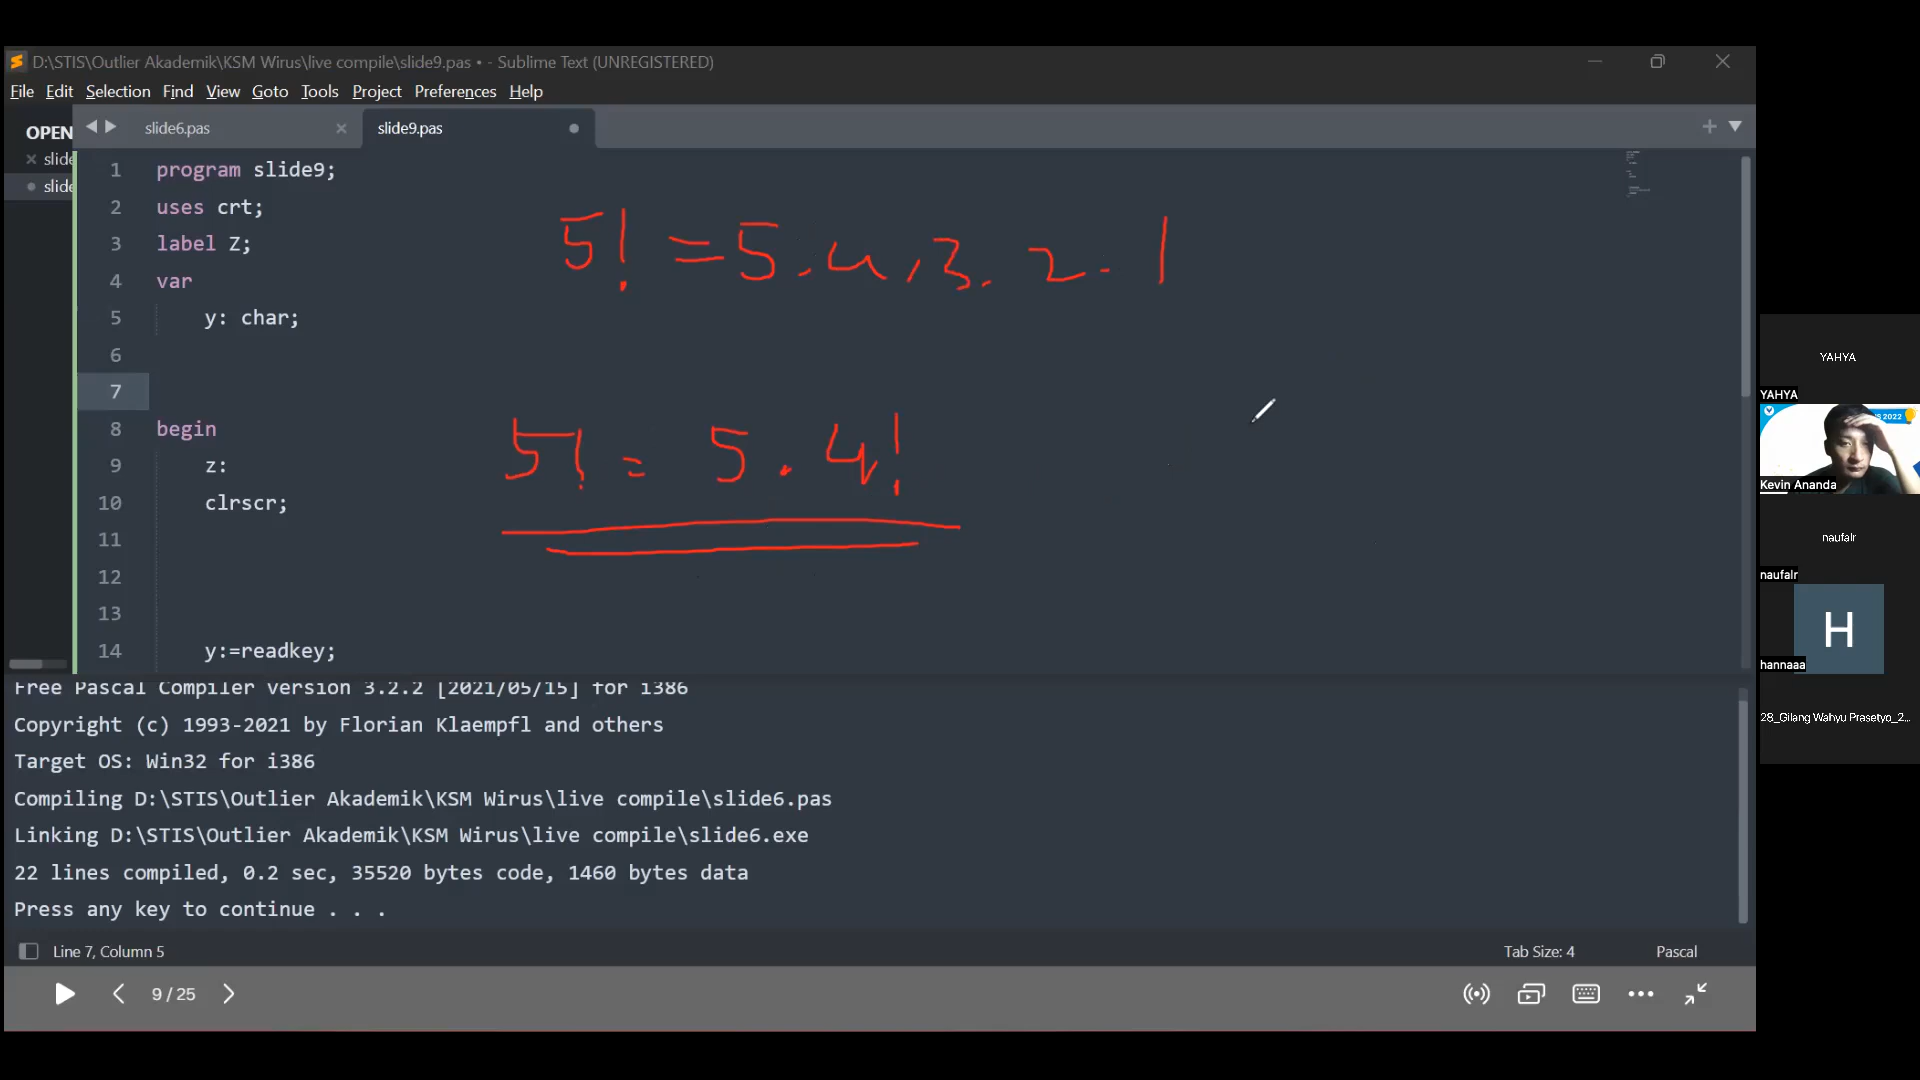 D:\STIS\Outlier Akademik\KSM Wirus\live compile\slide9.pas • - Sublime Text (UNREGISTERED)
File Edit Selection Find View Goto Tools Project Preferences Help
OPEN
slide
slide
slide6.pas
slide9.pas
1 program slide9;
2 uses crt;
3 label Z;
4 var
5 y: char;
6
7
8 begin
9 z:
10 clrscr;
11
12
13
14 y:=readkey;
5! = 5.4.3.2.1
5! = 5.4!
Free Pascal Compiler version 3.2.2 [2021/05/15] for i386
Copyright (c) 1993-2021 by Florian Klaempfl and others
Target OS: Win32 for i386
Compiling D:\STIS\Outlier Akademik\KSM Wirus\live compile\slide6.pas
Linking D:\STIS\Outlier Akademik\KSM Wirus\live compile\slide6.exe
22 lines compiled, 0.2 sec, 35520 bytes code, 1460 bytes data
Press any key to continue . . .
Line 7, Column 5
Tab Size: 4
Pascal
9 / 25
YAHYA
YAHYA
2022
Kevin Ananda
naufalr
naufalr
H
hannaaa
28_Gilang Wahyu Prasetyo_2...